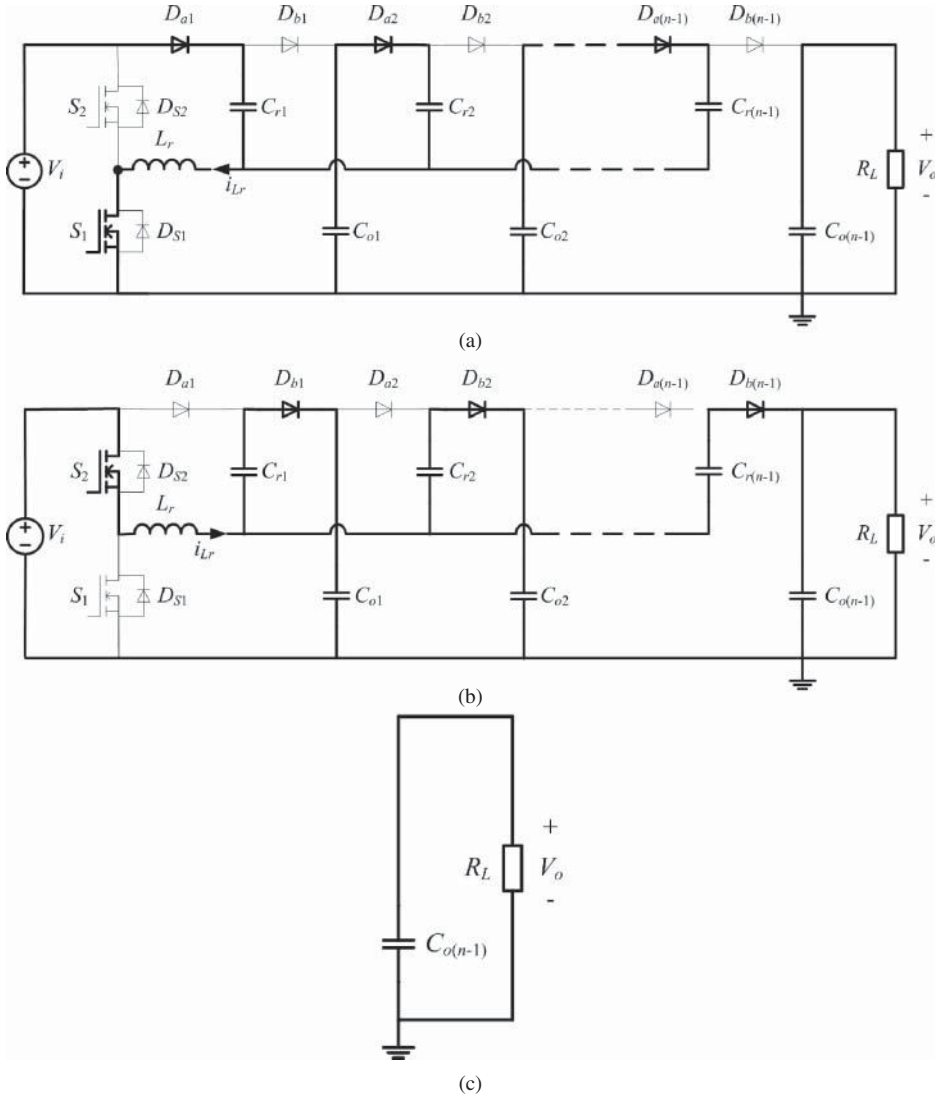 Da1 Db1 Da2 Db2 Da(n-1) Db(n-1)
S2 DS2 Cr1 Cr2 Cr(n-1)
Lr
Vi iLr RL + Vo -
S1 DS1 Co1 Co2 Co(n-1)
(a)
Da1 Db1 Da2 Db2 Da(n-1) Db(n-1)
S2 DS2 Cr1 Cr2 Cr(n-1)
Lr
Vi iLr RL + Vo -
S1 DS1 Co1 Co2 Co(n-1)
(b)
+
RL Vo
-
Co(n-1)
(c)